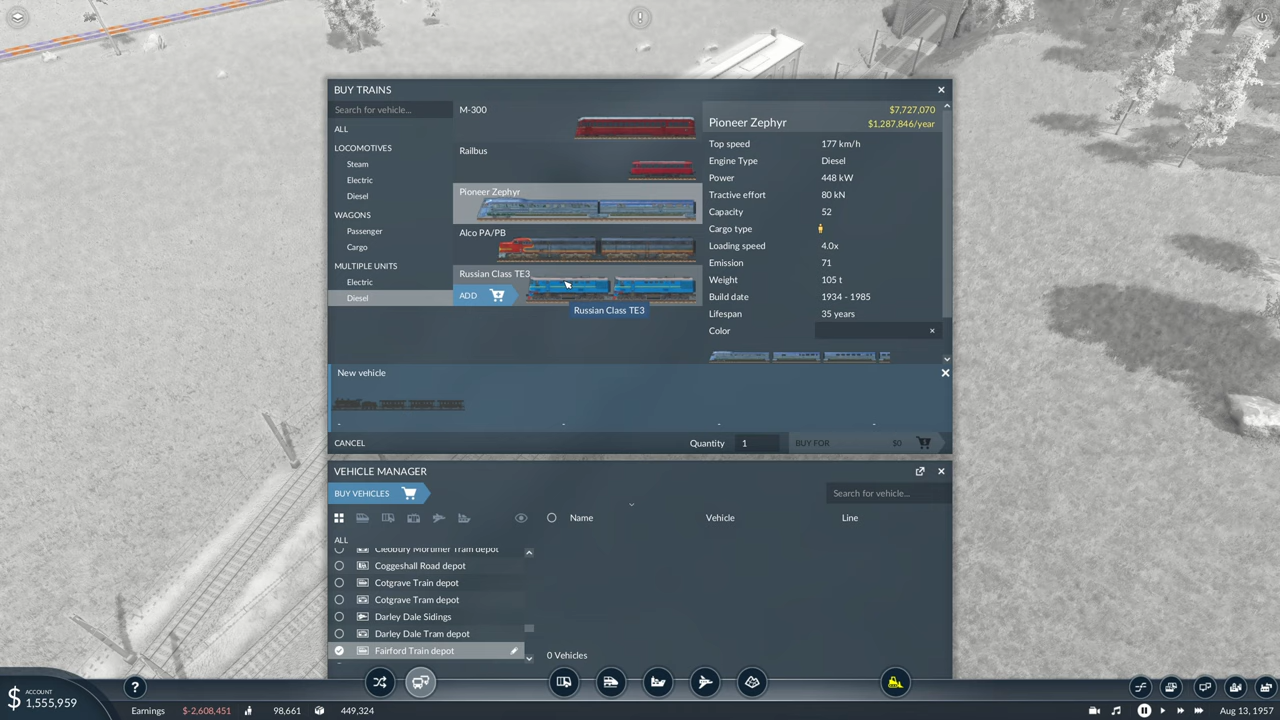 BUY TRAINS
Search for vehicle...
ALL
LOCOMOTIVES
Steam
Electric
Diesel
WAGONS
Passenger
Cargo
MULTIPLE UNITS
Electric
Diesel
M-300
Railbus
Pioneer Zephyr
Alco PA/PB
Russian Class TE3
ADD
Russian Class TE3
$7,727,070
Pioneer Zephyr $1,287,846/year
Top speed 177 km/h
Engine Type Diesel
Power 448 kW
Tractive effort 80 kN
Capacity 52
Cargo type
Loading speed 4.0x
Emission 71
Weight 105 t
Build date 1934 - 1985
Lifespan 35 years
Color
New vehicle
- - - -
CANCEL Quantity 1 BUY FOR $0
VEHICLE MANAGER
BUY VEHICLES Search for vehicle...
Name Vehicle Line
ALL
Cleobury Mortimer Tram depot
Coggeshall Road depot
Cotgrave Train depot
Cotgrave Tram depot
Darley Dale Sidings
Darley Dale Tram depot
Fairford Train depot
0 Vehicles
$ ACCOUNT
1,555,959
?
Earnings $-2,608,451 98,661 449,324 Aug 13, 1957